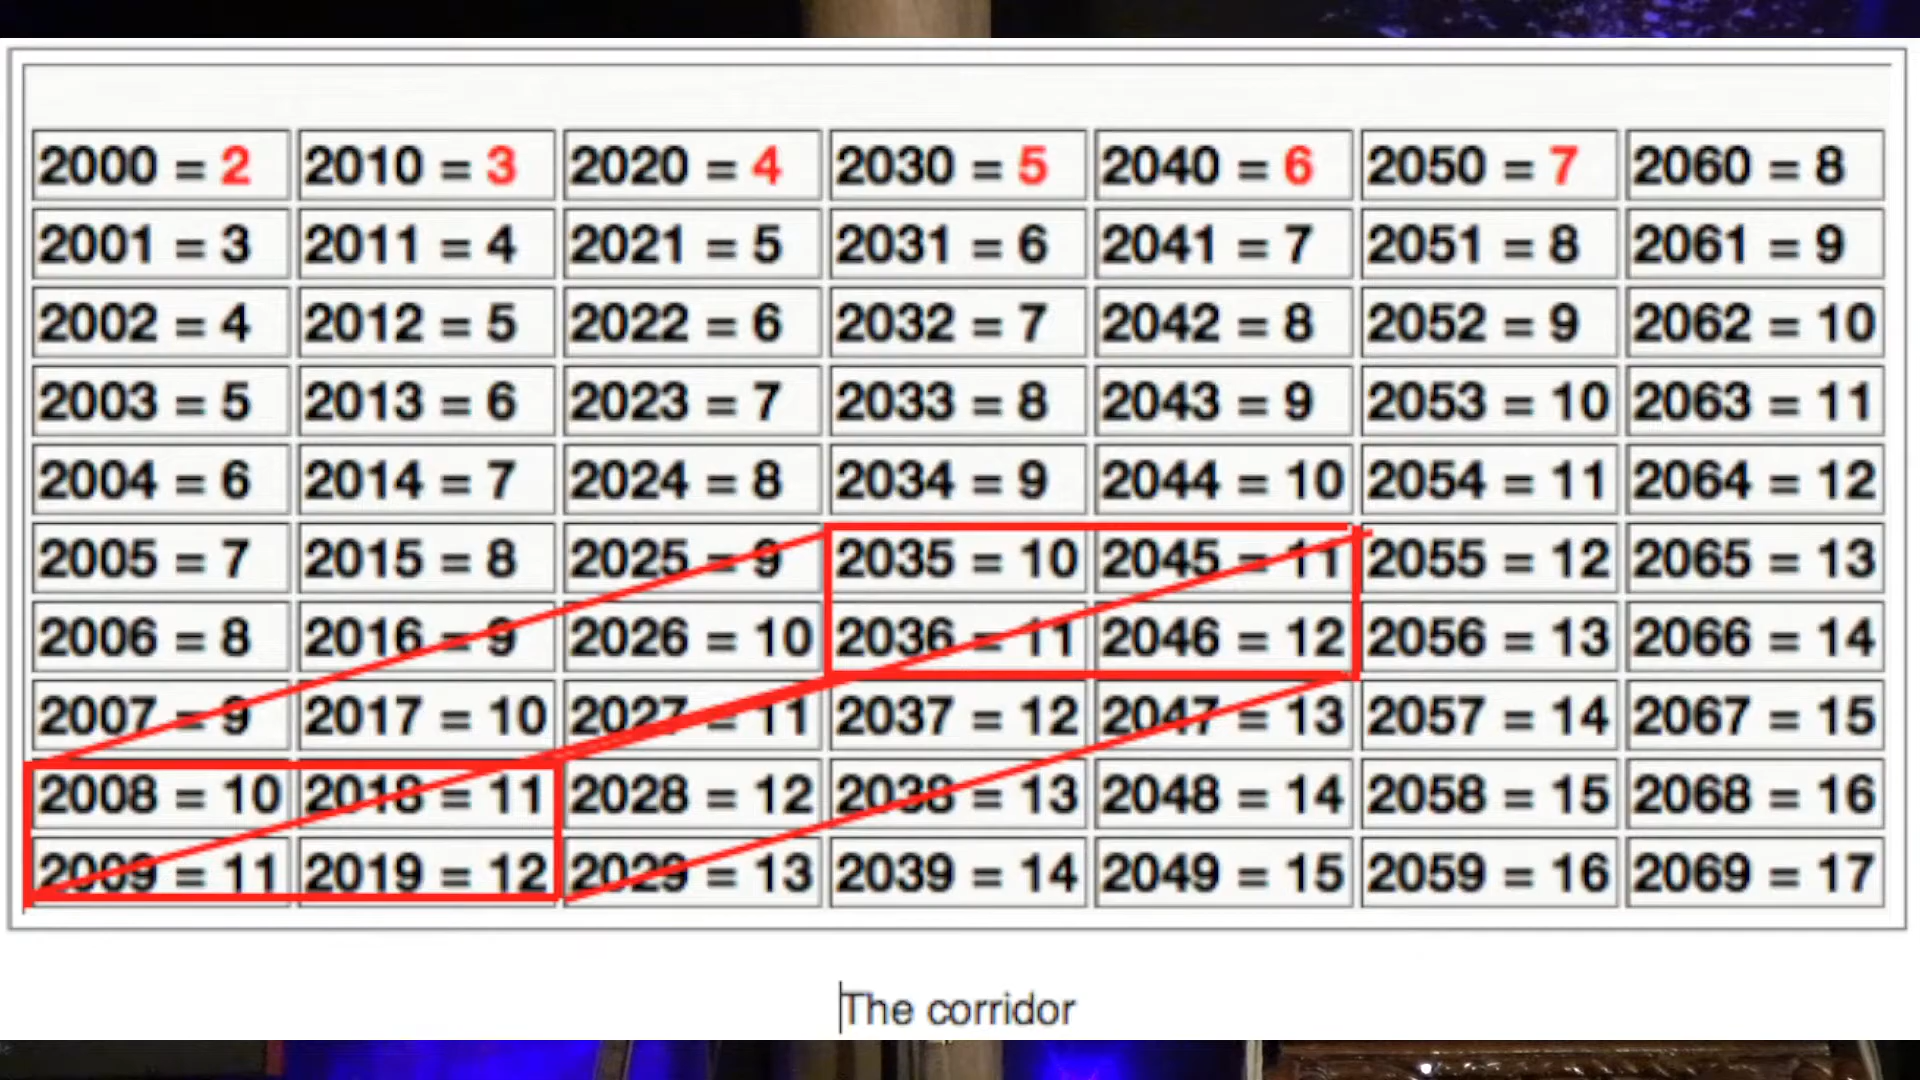 2000 = 2 2010 = 3 2020 = 4 2030 = 5 2040 = 6 2050 = 7 2060 = 8
2001 = 3 2011 = 4 2021 = 5 2031 = 6 2041 = 7 2051 = 8 2061 = 9
2002 = 4 2012 = 5 2022 = 6 2032 = 7 2042 = 8 2052 = 9 2062 = 10
2003 = 5 2013 = 6 2023 = 7 2033 = 8 2043 = 9 2053 = 10 2063 = 11
2004 = 6 2014 = 7 2024 = 8 2034 = 9 2044 = 10 2054 = 11 2064 = 12
2005 = 7 2015 = 8 2025 = 9 2035 = 10 2045 = 11 2055 = 12 2065 = 13
2006 = 8 2016 = 9 2026 = 10 2036 = 11 2046 = 12 2056 = 13 2066 = 14
2007 = 9 2017 = 10 2027 = 11 2037 = 12 2047 = 13 2057 = 14 2067 = 15
2008 = 10 2018 = 11 2028 = 12 2038 = 13 2048 = 14 2058 = 15 2068 = 16
2009 = 11 2019 = 12 2029 = 13 2039 = 14 2049 = 15 2059 = 16 2069 = 17
The corridor